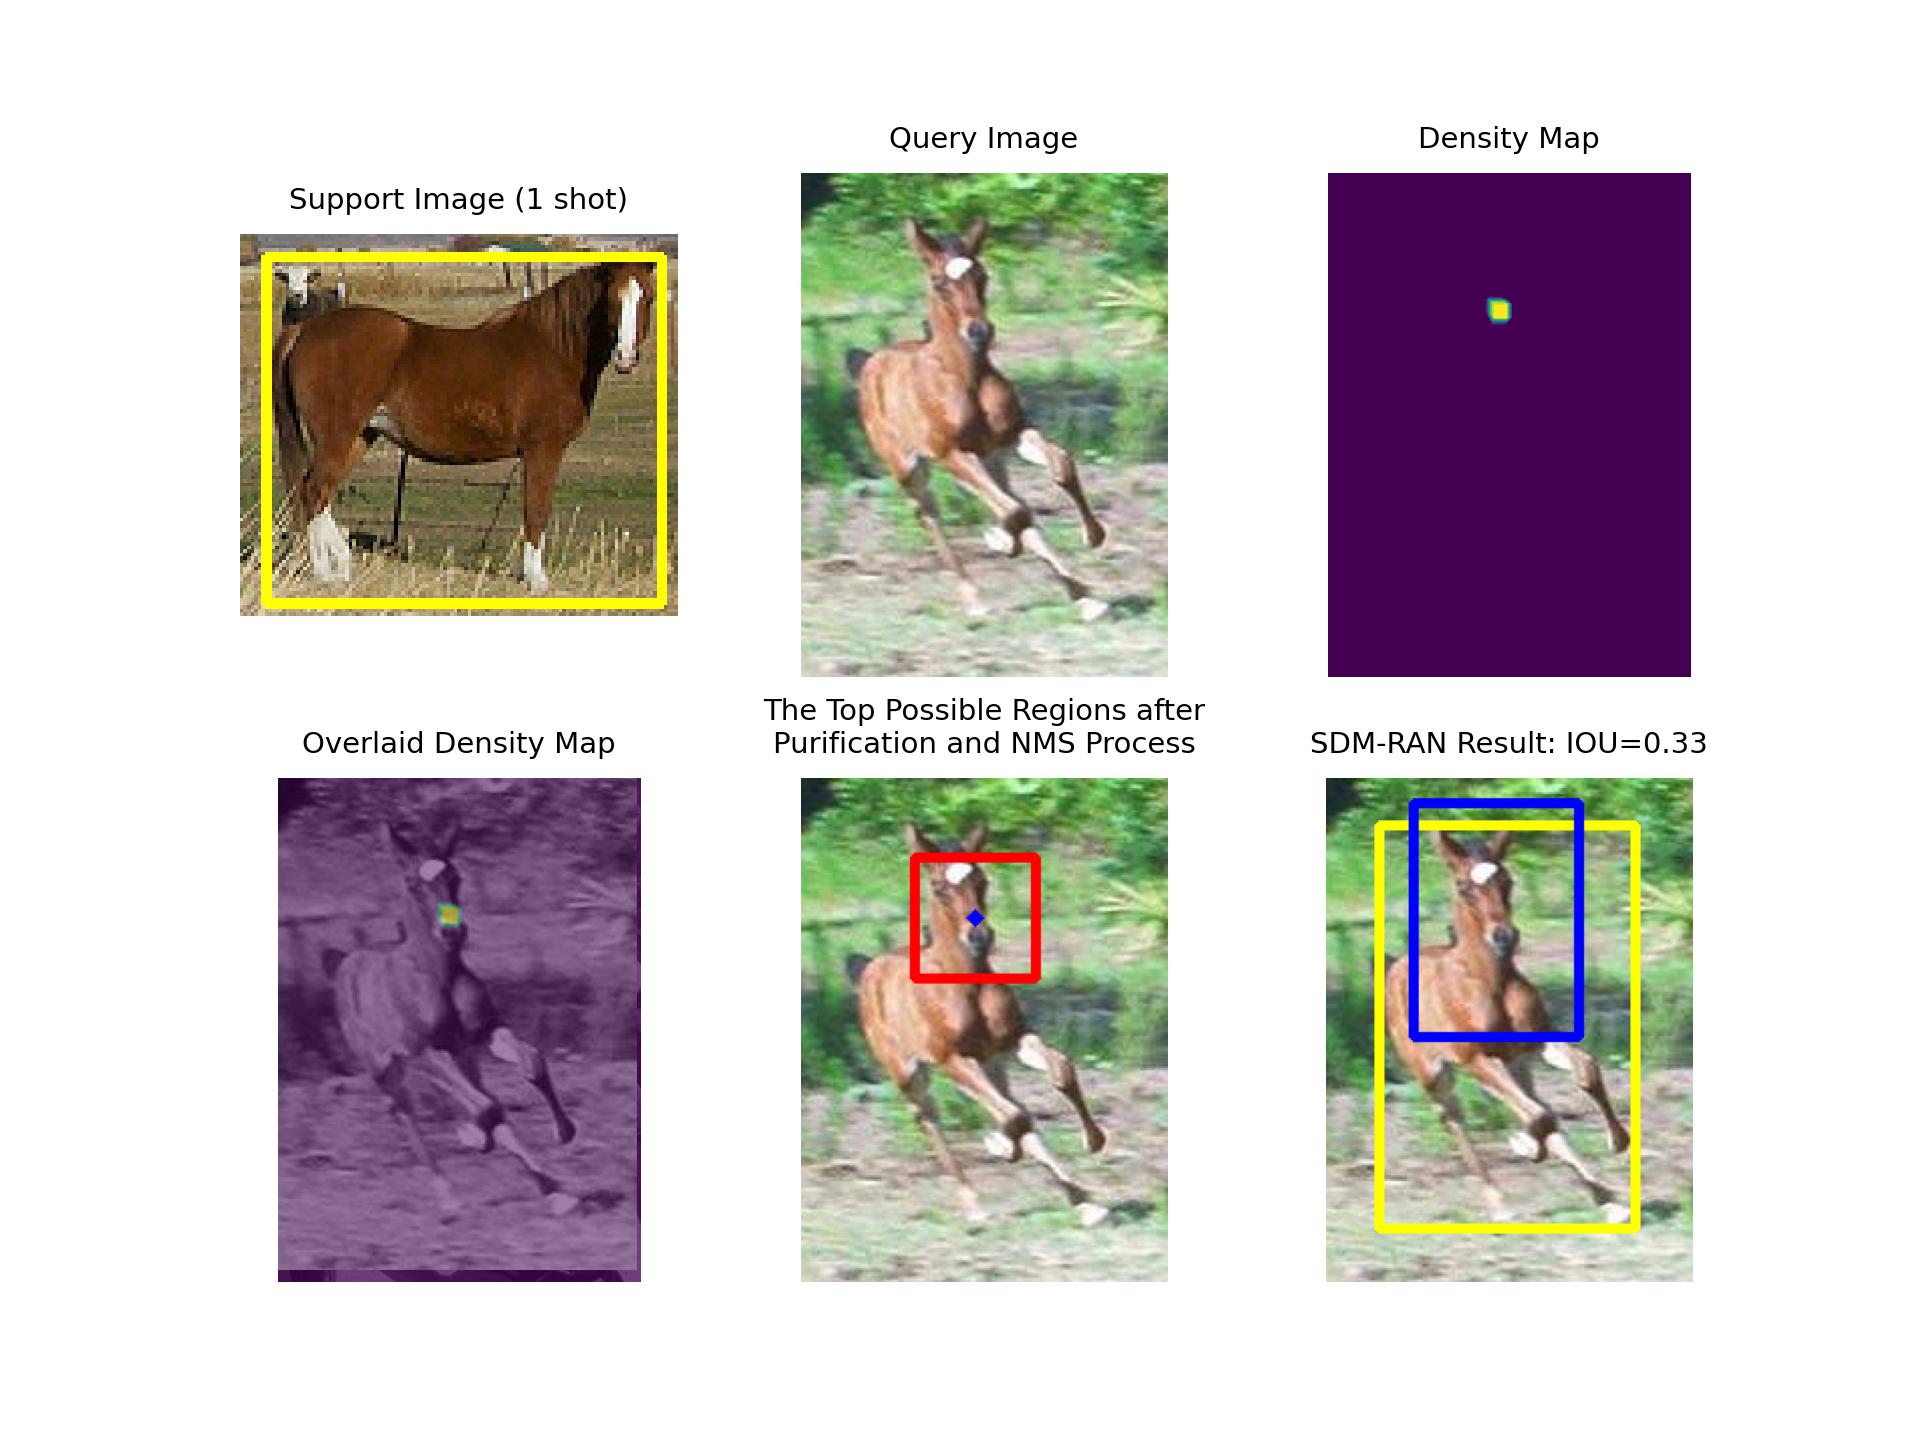 Support Image (1 shot)
Query Image
Density Map
Overlaid Density Map
The Top Possible Regions after
Purification and NMS Process
SDM-RAN Result: IOU=0.33